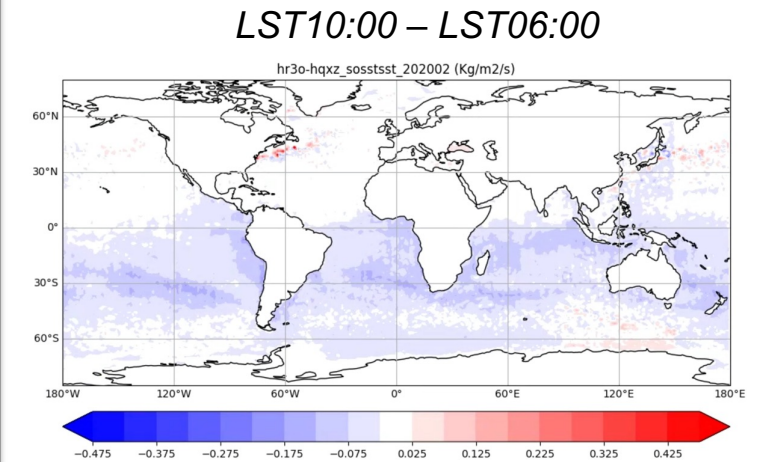 LST10:00 – LST06:00
hr3o-hqxz_sosstsst_202002 (Kg/m2/s)
60°N
30°N
0°
30°S
60°S
180°W 120°W 60°W 0° 60°E 120°E 180°E
−0.475 −0.375 −0.275 −0.175 −0.075 0.025 0.125 0.225 0.325 0.425